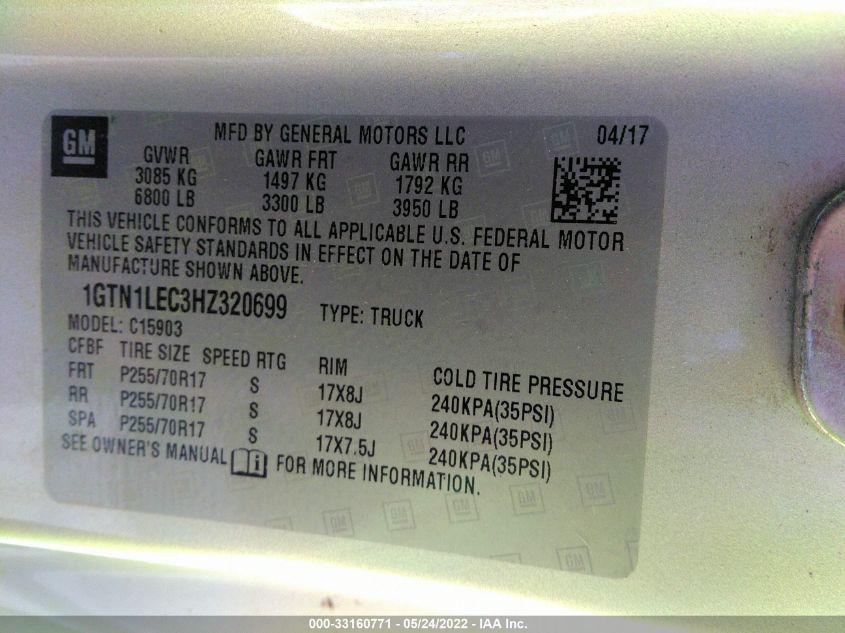 GM
MFD BY GENERAL MOTORS LLC 04/17
GVWR GAWR FRT GAWR RR
3085 KG 1497 KG 1792 KG
6800 LB 3300 LB 3950 LB
THIS VEHICLE CONFORMS TO ALL APPLICABLE U.S. FEDERAL MOTOR
VEHICLE SAFETY STANDARDS IN EFFECT ON THE DATE OF
MANUFACTURE SHOWN ABOVE.
1GTN1LEC3HZ320699 TYPE: TRUCK
MODEL: C15903
CFBF TIRE SIZE SPEED RTG RIM COLD TIRE PRESSURE
FRT P255/70R17 S 17X8J 240KPA(35PSI)
RR P255/70R17 S 17X8J 240KPA(35PSI)
SPA P255/70R17 S 17X7.5J 240KPA(35PSI)
SEE OWNER'S MANUAL FOR MORE INFORMATION.
000-33160771 - 05/24/2022 - IAA Inc.